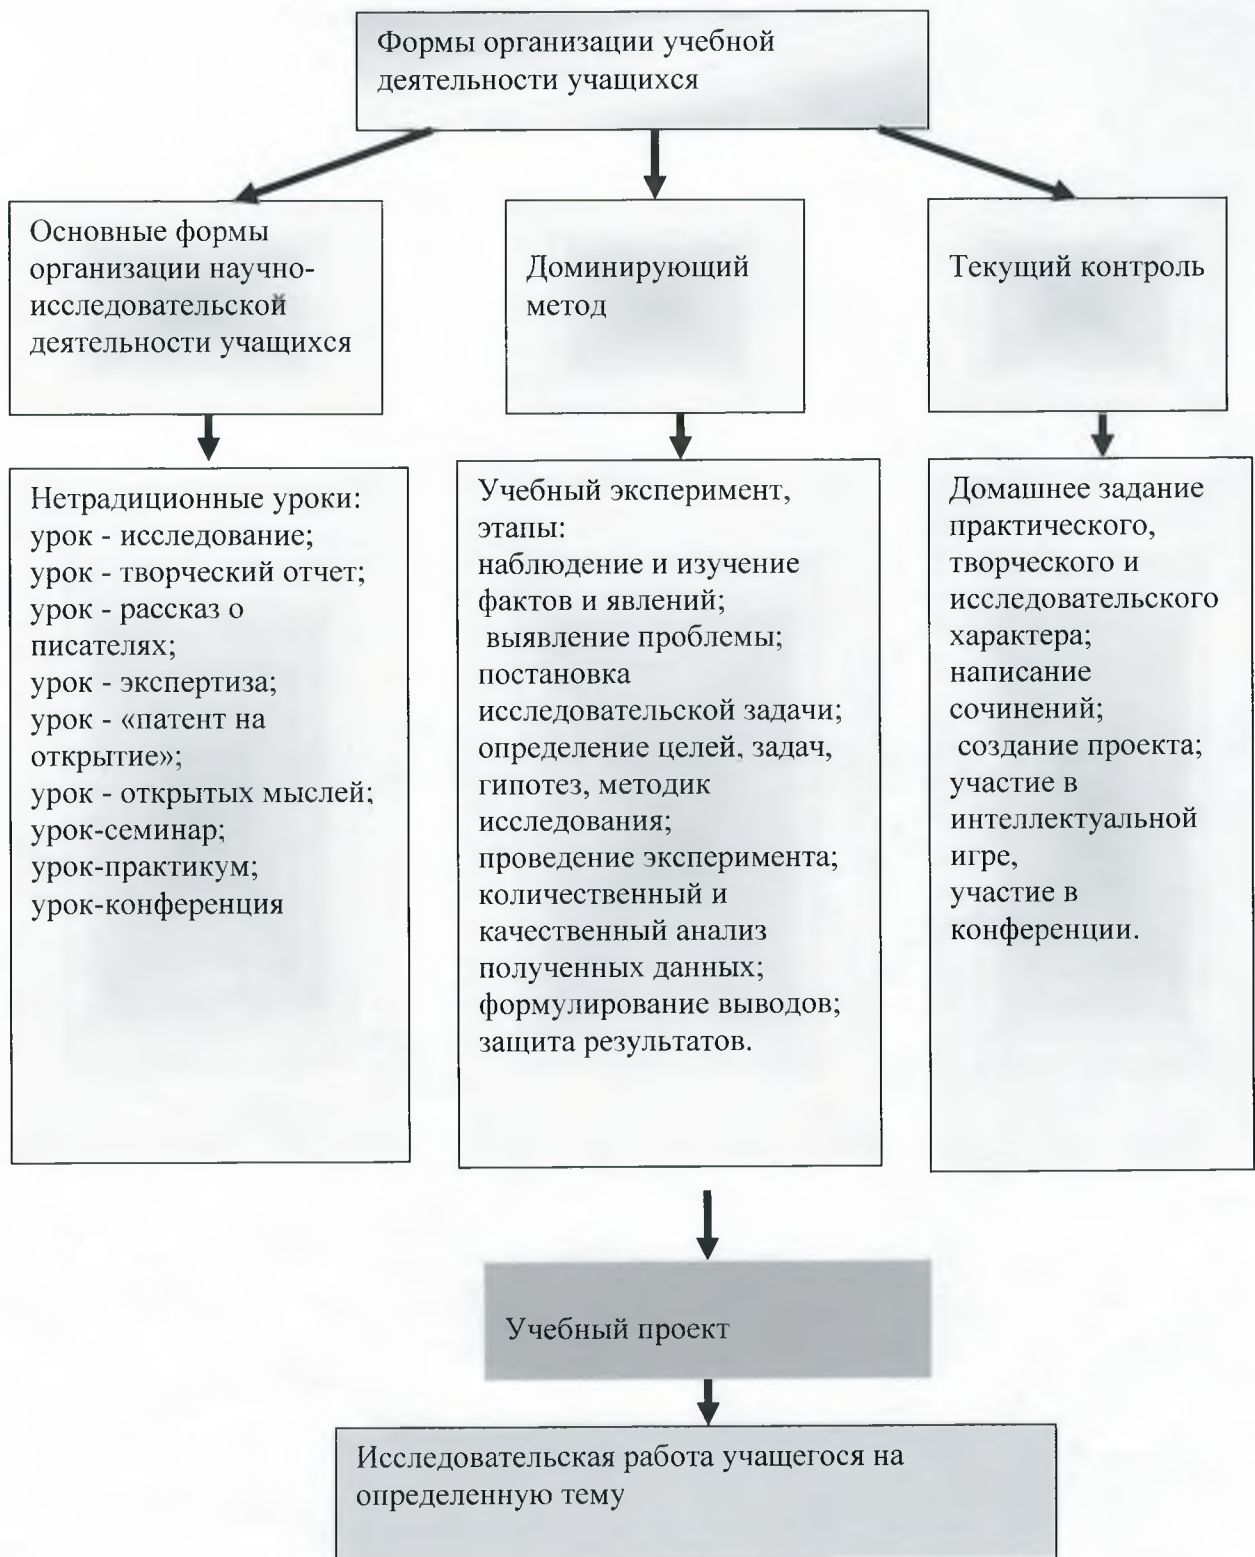 Формы организации учебной
деятельности учащихся
Основные формы
организации научно-
исследовательской
деятельности учащихся
Доминирующий
метод
Текущий контроль
Нетрадиционные уроки:
урок - исследование;
урок - творческий отчет;
урок - рассказ о
писателях;
урок - экспертиза;
урок - «патент на
открытие»;
урок - открытых мыслей;
урок-семинар;
урок-практикум;
урок-конференция
Учебный эксперимент,
этапы:
наблюдение и изучение
фактов и явлений;
выявление проблемы;
постановка
исследовательской задачи;
определение целей, задач,
гипотез, методик
исследования;
проведение эксперимента;
количественный и
качественный анализ
полученных данных;
формулирование выводов;
защита результатов.
Домашнее задание
практического,
творческого и
исследовательского
характера;
написание
сочинений;
создание проекта;
участие в
интеллектуальной
игре,
участие в
конференции.
Учебный проект
Исследовательская работа учащегося на
определенную тему